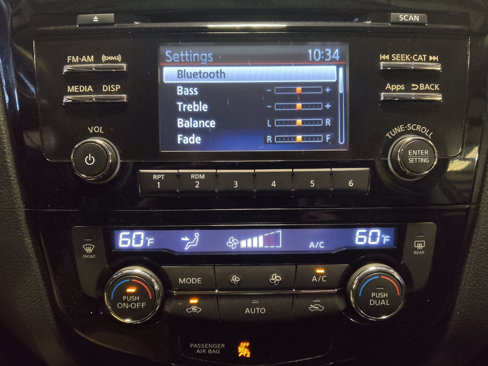 SCAN
FM·AM (((XM)))
MEDIA DISP
Settings 10:34
Bluetooth
Bass - +
Treble - +
Balance L R
Fade R F
SEEK·CAT
Apps BACK
VOL
TUNE·SCROLL
ENTER
SETTING
RPT RDM
1 2 3 4 5 6
60°F A/C 60°F
FRONT
REAR
PUSH
ON·OFF
MODE A/C
AUTO
PUSH
DUAL
PASSENGER
AIR BAG